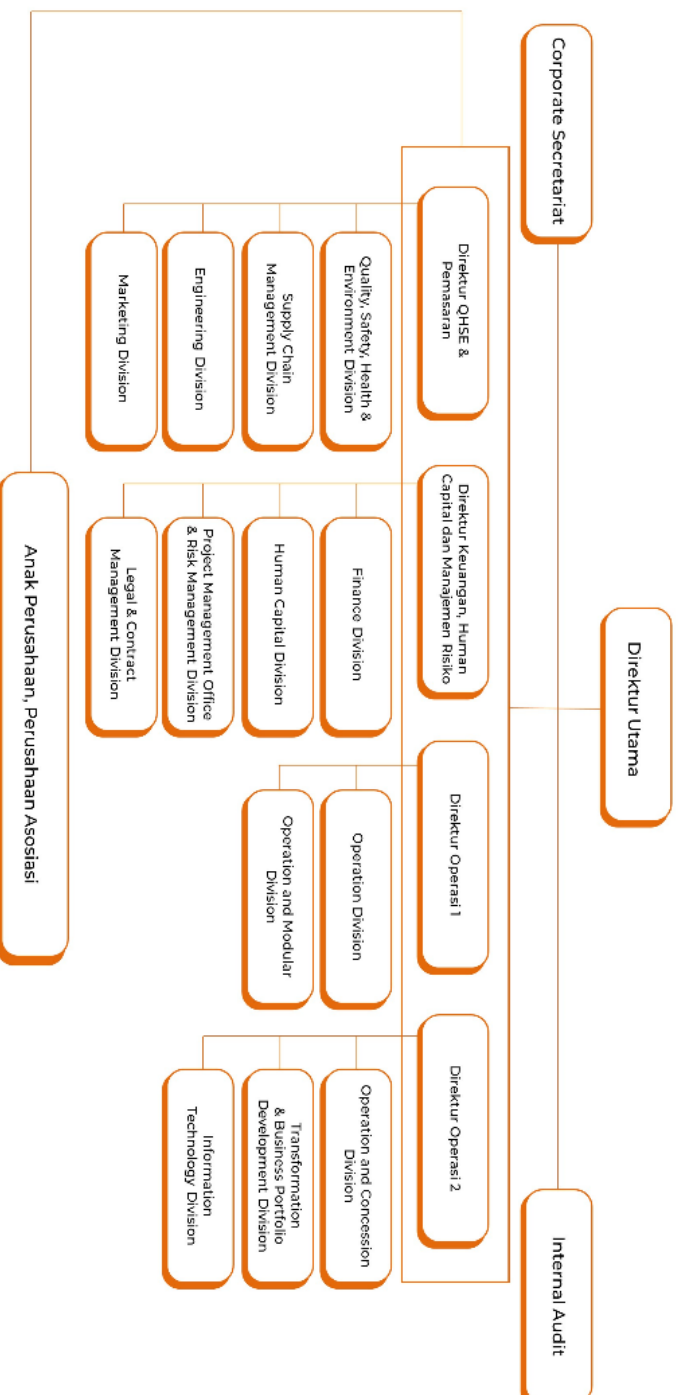 Direktur Utama
Corporate Secretariat
Internal Audit
Direktur QHSE &
Pemasaran
Quality, Safety, Health &
Environment Division
Supply Chain
Management Division
Engineering Division
Marketing Division
Direktur Keuangan, Human
Capital dan Manajemen Risiko
Finance Division
Human Capital Division
Project Management Office
& Risk Management Division
Legal & Contract
Management Division
Direktur Operasi 1
Operation Division
Operation and Modular
Division
Direktur Operasi 2
Operation and Concession
Division
Transformation
& Business Portfolio
Development Division
Information
Technology Division
Anak Perusahaan, Perusahaan Asosiasi